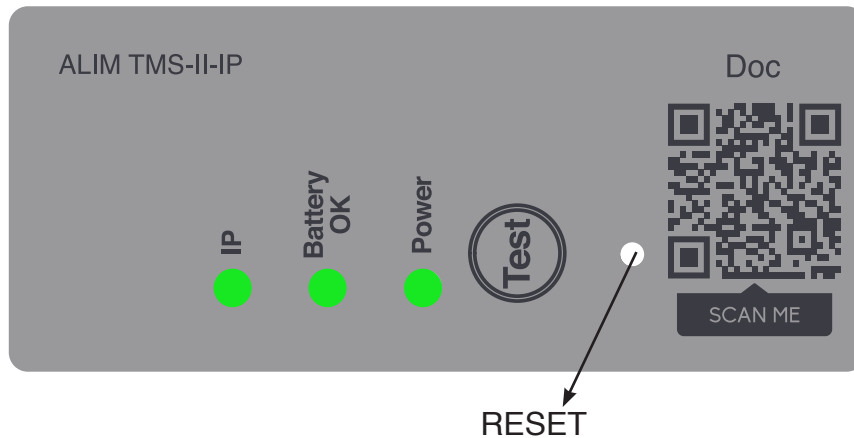 ALIM TMS-II-IP
Doc
IP
Battery
OK
Power
Test
SCAN ME
RESET